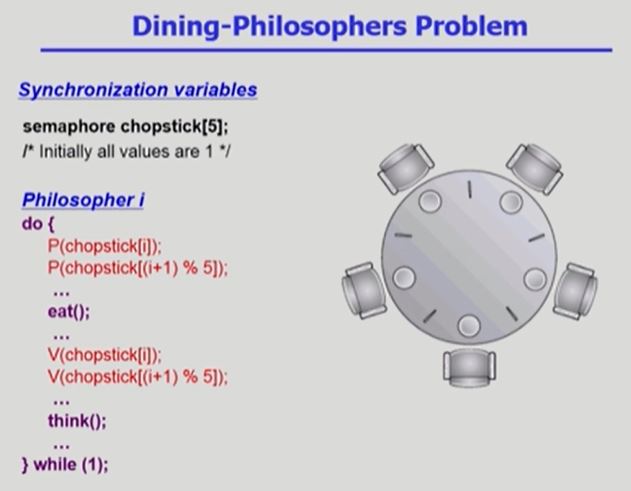 Dining-Philosophers Problem
Synchronization variables
semaphore chopstick[5];
/* Initially all values are 1 */
Philosopher i
do {
P(chopstick[i]);
P(chopstick[(i+1) % 5]);
...
eat();
...
V(chopstick[i]);
V(chopstick[(i+1) % 5]);
...
think();
...
} while (1);